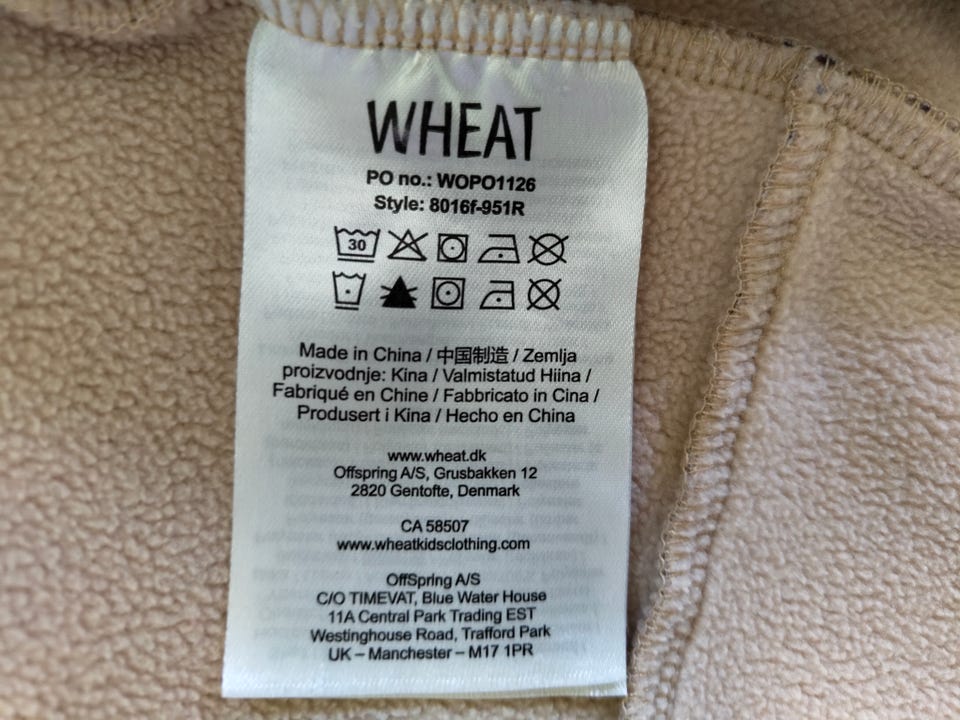 WHEAT
PO no.: WOPO1126
Style: 8016f-951R
30
Made in China / 中国制造 / Zemlja
proizvodnje: Kina / Valmistatud Hiina /
Fabriqué en Chine / Fabbricato in Cina /
Produsert i Kina / Hecho en China
www.wheat.dk
Offspring A/S, Grusbakken 12
2820 Gentofte, Denmark
CA 58507
www.wheatkidsclothing.com
OffSpring A/S
C/O TIMEVAT, Blue Water House
11A Central Park Trading EST
Westinghouse Road, Trafford Park
UK – Manchester – M17 1PR